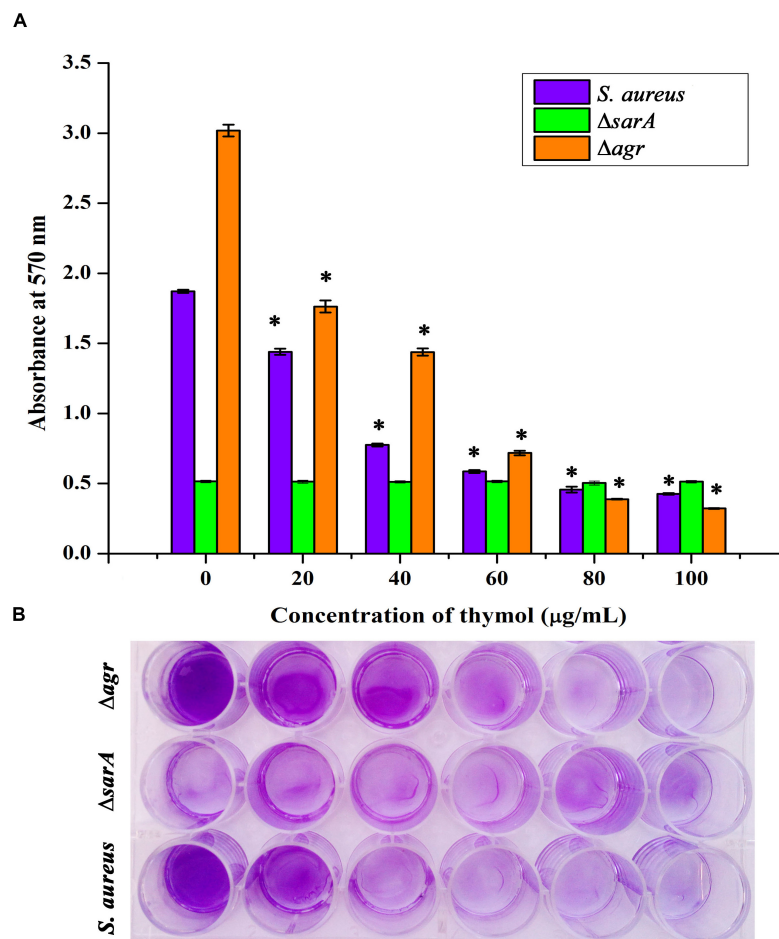 A
3.5
3.0
2.5
2.0
1.5
1.0
0.5
0.0
Absorbance at 570 nm
S. aureus
ΔsarA
Δagr
*
*
*
*
*
*
*
*
*
*
0 20 40 60 80 100
Concentration of thymol (μg/mL)
B
Δagr
ΔsarA
S. aureus